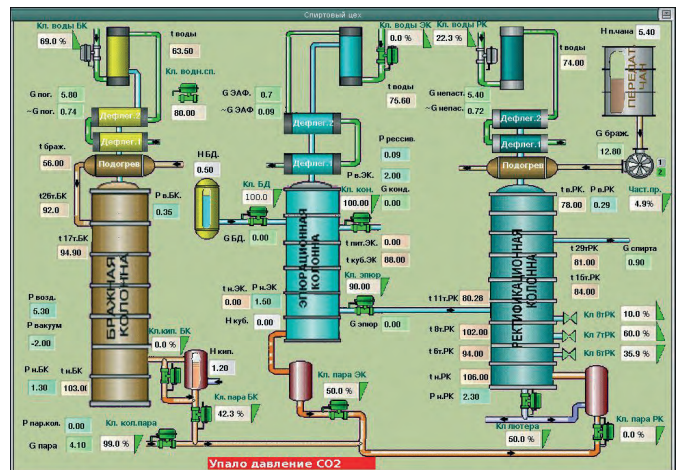 Спиртовый цех
Кл. воды БК
69.0 %
t воды
63.50
Кл. водн.сп.
80.00
G пог. 5.80
~G пог. 0.74
Дефлег.2
Дефлег.1
Подогрев
t браж.
66.00
t26т.БК
92.0
P в.БК.
0.35
t 17т.БК
94.90
БРАЖНАЯ КОЛОННА
P возд.
5.30
P вакуум
-2.00
P н.БК
1.30
t н.БК
103.0
Кл.кип. БК
0.0 %
H кип.
1.20
Кл. пара БК
42.3 %
P пар.кол. 0.00
G пара 4.10
Кл. кол.пара
99.0 %
Кл. воды ЭК
0.0 %
t воды
75.60
G ЭАФ. 0.7
~G ЭАФ 0.09
Дефлег.2
Дефлег.1
P рессив.
0.09
P в.ЭК.
2.00
H БД.
0.50
Кл. БД
100.0
G БД. 0.00
Кл. кон.
100.00
G конд.
0.00
ЭПЮРАЦИОННАЯ КОЛОННА
t пит.ЭК 0.00
t куб.ЭК 88.00
Кл. эпюр
90.00
t н.ЭК
0.00
P н.ЭК
1.50
H куб. 0.00
G эпюр 0.00
Кл. пара ЭК
50.0 %
Кл. воды РК
22.3 %
t воды
74.00
H п.чана 5.40
ПЕРЕДАТ. ЧАН
G непаст. 5.40
~G непас. 0.72
Дефлег.2
Дефлег.1
Подогрев
G браж.
12.80
1
2
Част.пр.
4.9%
t в.РК.
78.00
P в.РК
0.29
РЕКТИФИКАЦИОННАЯ КОЛОННА
t 29тРК
81.00
G спирта
0.90
t 15т.РК
84.00
t 11т.РК 80.28
t 8т.РК
102.00
t 6т.РК 94.00
Кл 8тРК 10.0 %
Кл 7тРК 60.0 %
Кл 6тРК 35.9 %
t н.РК 106.00
P н.РК 2.30
Кл лютера
50.0 %
Кл. пара РК
0.0 %
Упало давление СО2